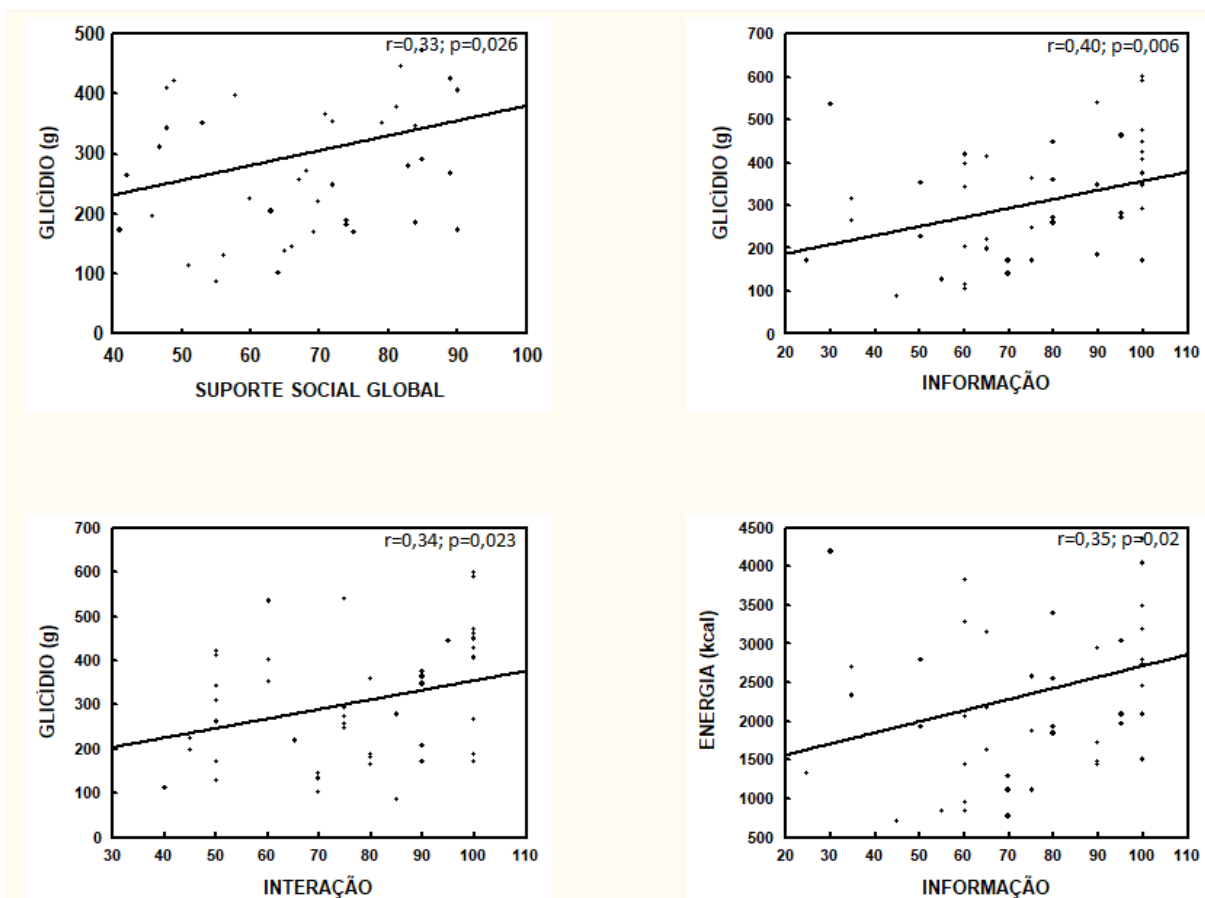 r=0,33; p=0,026
GLICÍDIO (g)
500
400
300
200
100
0
40 50 60 70 80 90 100
SUPORTE SOCIAL GLOBAL
r=0,40; p=0,006
GLICÍDIO (g)
700
600
500
400
300
200
100
0
20 30 40 50 60 70 80 90 100 110
INFORMAÇÃO
r=0,34; p=0,023
GLICÍDIO (g)
700
600
500
400
300
200
100
0
30 40 50 60 70 80 90 100 110
INTERAÇÃO
r=0,35; p=0,02
ENERGIA (kcal)
4500
4000
3500
3000
2500
2000
1500
1000
500
20 30 40 50 60 70 80 90 100 110
INFORMAÇÃO